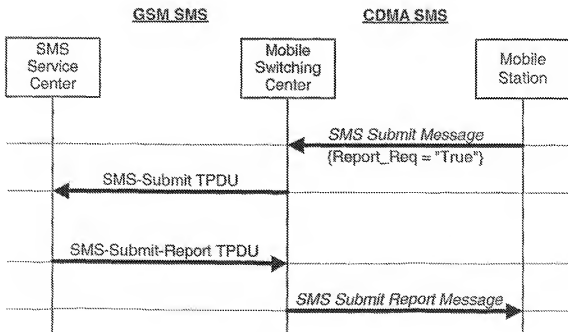 GSM SMS
CDMA SMS
SMS
Service
Center
Mobile
Switching
Center
Mobile
Station
SMS Submit Message
{Report_Req = "True"}
SMS-Submit TPDU
SMS-Submit-Report TPDU
SMS Submit Report Message